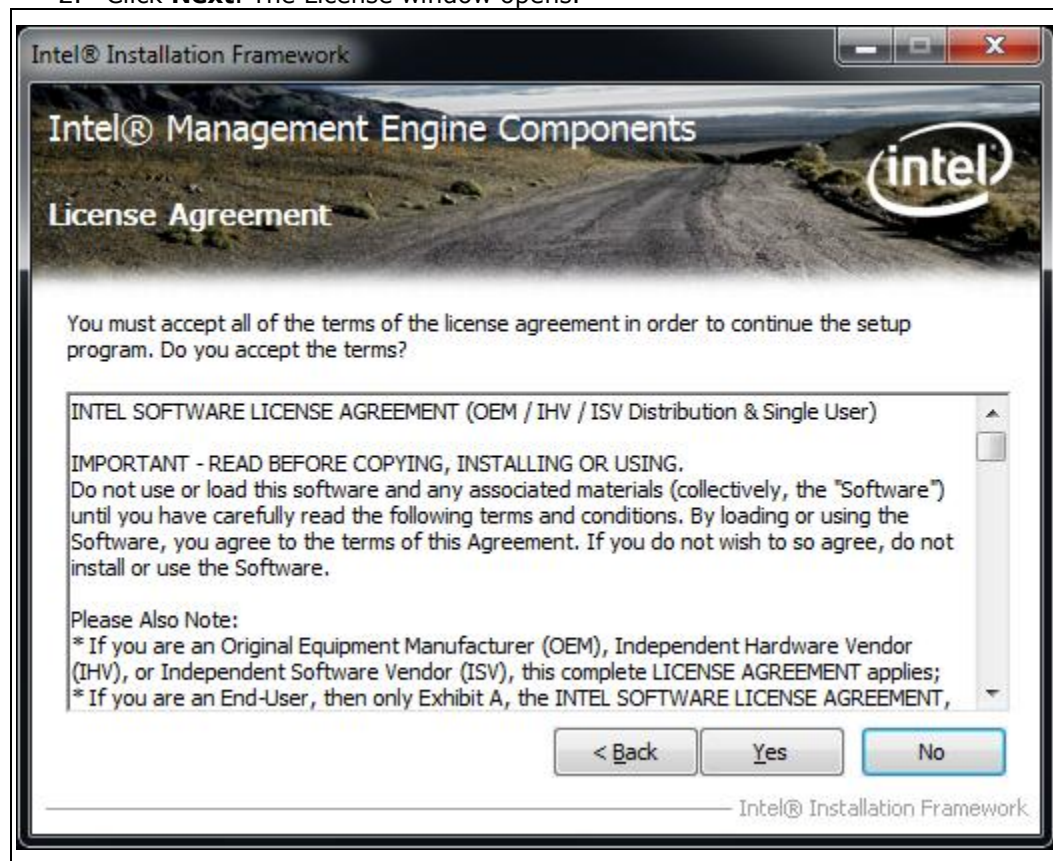 2. Click Next. The License window opens.
Intel® Installation Framework
Intel® Management Engine Components
intel
License Agreement
You must accept all of the terms of the license agreement in order to continue the setup
program. Do you accept the terms?
INTEL SOFTWARE LICENSE AGREEMENT (OEM / IHV / ISV Distribution & Single User)
IMPORTANT - READ BEFORE COPYING, INSTALLING OR USING.
Do not use or load this software and any associated materials (collectively, the "Software")
until you have carefully read the following terms and conditions. By loading or using the
Software, you agree to the terms of this Agreement. If you do not wish to so agree, do not
install or use the Software.
Please Also Note:
* If you are an Original Equipment Manufacturer (OEM), Independent Hardware Vendor
(IHV), or Independent Software Vendor (ISV), this complete LICENSE AGREEMENT applies;
* If you are an End-User, then only Exhibit A, the INTEL SOFTWARE LICENSE AGREEMENT,
< Back Yes No
Intel® Installation Framework